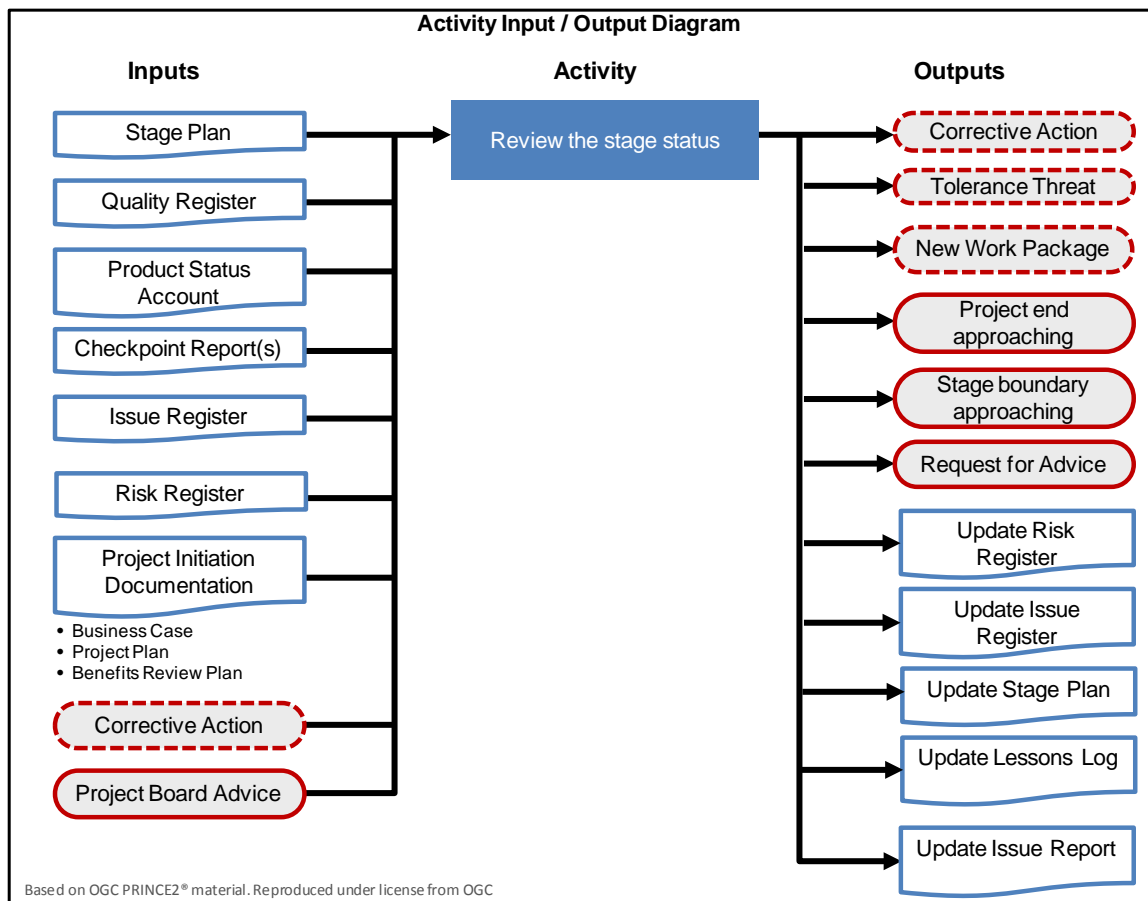 Activity Input / Output Diagram
Inputs
Activity
Outputs
Stage Plan
Quality Register
Product Status
Account
Checkpoint Report(s)
Issue Register
Risk Register
Project Initiation
Documentation
• Business Case
• Project Plan
• Benefits Review Plan
Corrective Action
Project Board Advice
Review the stage status
Corrective Action
Tolerance Threat
New Work Package
Project end
approaching
Stage boundary
approaching
Request for Advice
Update Risk
Register
Update Issue
Register
Update Stage Plan
Update Lessons Log
Update Issue Report
Based on OGC PRINCE2® material. Reproduced under license from OGC